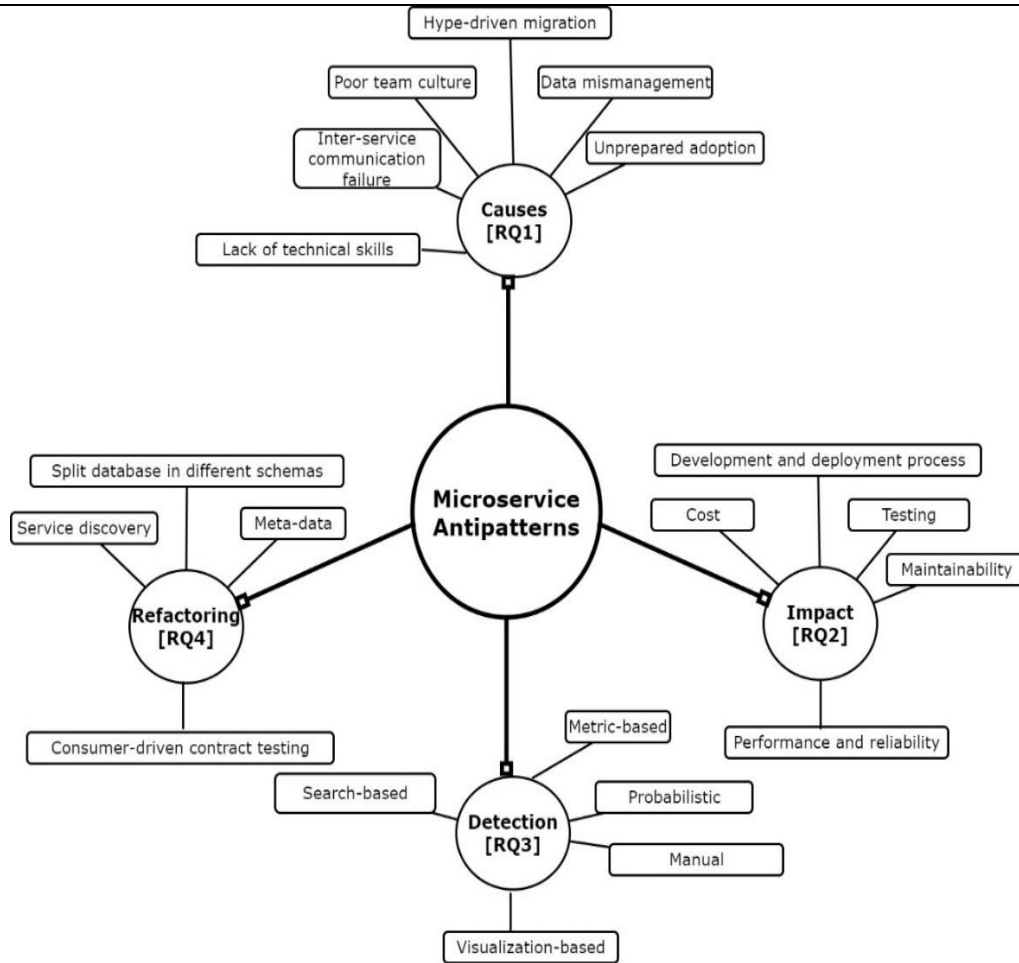 Hype-driven migration
Poor team culture
Data mismanagement
Inter-service
communication
failure
Unprepared adoption
Causes
[RQ1]
Lack of technical skills
Microservice
Antipatterns
Split database in different schemas
Service discovery
Meta-data
Refactoring
[RQ4]
Consumer-driven contract testing
Development and deployment process
Cost
Testing
Maintainability
Impact
[RQ2]
Performance and reliability
Metric-based
Search-based
Probabilistic
Detection
[RQ3]
Manual
Visualization-based